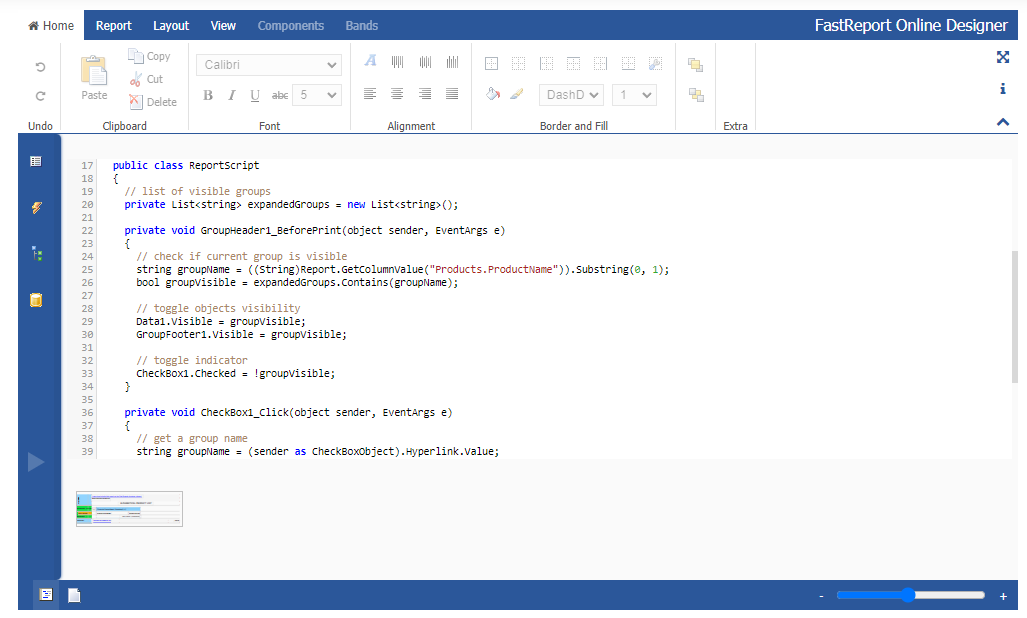 Home Report Layout View Components Bands FastReport Online Designer
Copy
Cut
Paste Delete
Calibri
B I U abc 5
DashD 1
Undo Clipboard Font Alignment Border and Fill Extra
17 public class ReportScript
18 {
19 // list of visible groups
20 private List<string> expandedGroups = new List<string>();
21
22 private void GroupHeader1_BeforePrint(object sender, EventArgs e)
23 {
24 // check if current group is visible
25 string groupName = ((String)Report.GetColumnValue("Products.ProductName")).Substring(0, 1);
26 bool groupVisible = expandedGroups.Contains(groupName);
27
28 // toggle objects visibility
29 Data1.Visible = groupVisible;
30 GroupFooter1.Visible = groupVisible;
31
32 // toggle indicator
33 CheckBox1.Checked = !groupVisible;
34 }
35
36 private void CheckBox1_Click(object sender, EventArgs e)
37 {
38 // get a group name
39 string groupName = (sender as CheckBoxObject).Hyperlink.Value;
- +